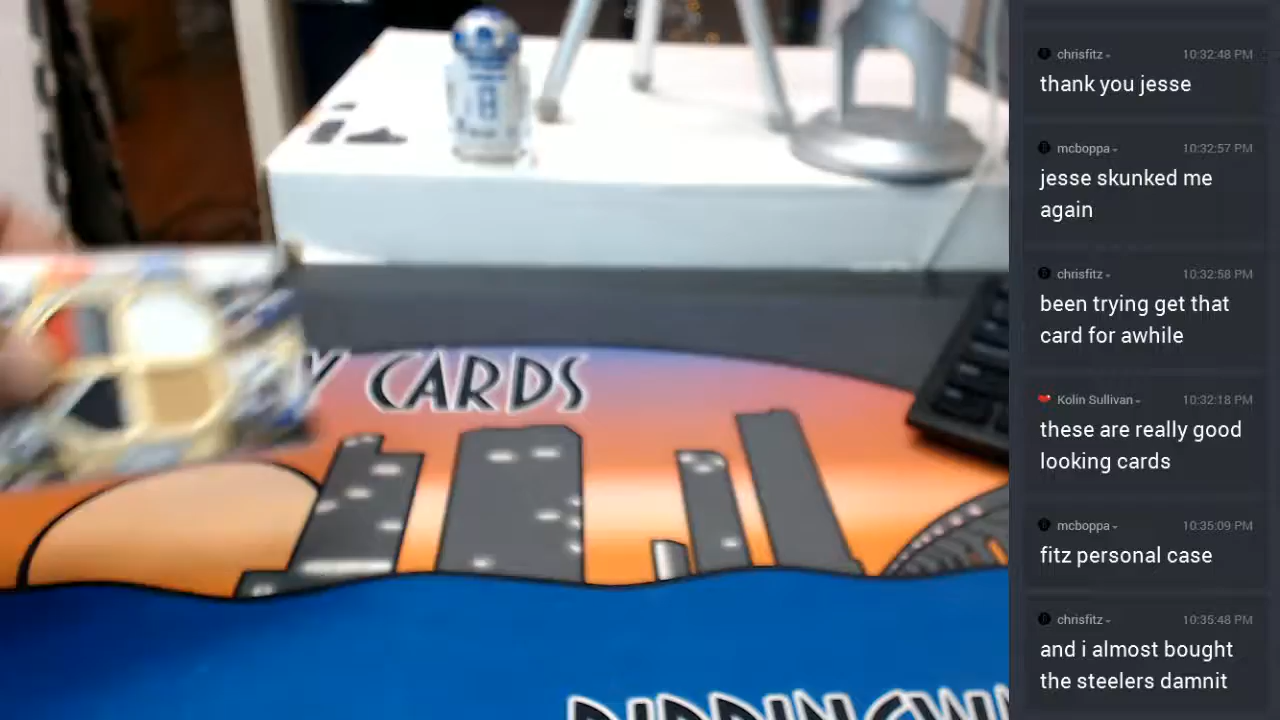 Y CARDS
chrisfitz
10:32:48 PM
thank you jesse
mcboppa
10:32:57 PM
jesse skunked me
again
chrisfitz
10:32:58 PM
been trying get that
card for awhile
Kolin Sullivan
10:32:18 PM
these are really good
looking cards
mcboppa
10:35:09 PM
fitz personal case
chrisfitz
10:35:48 PM
and i almost bought
the steelers damnit